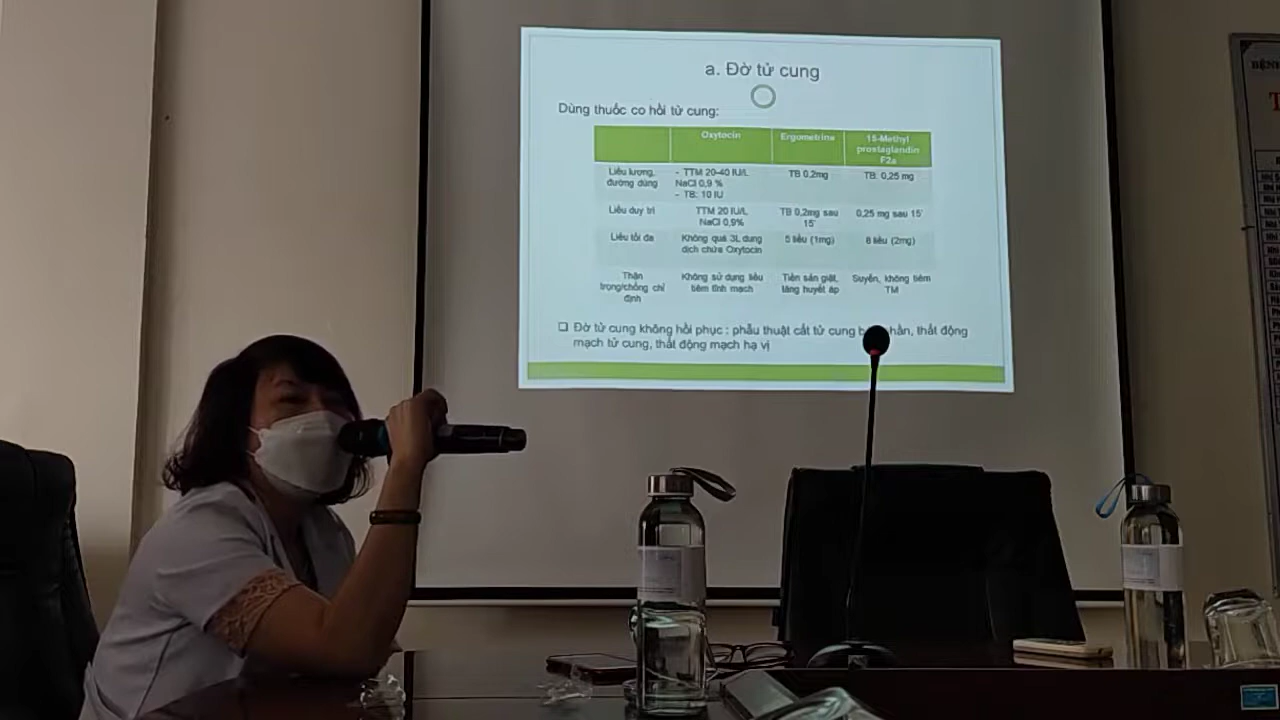 a. Đờ tử cung
Dùng thuốc co hồi tử cung:
Oxytocin
Ergometrine
15-Methyl
prostaglandin
F2a
Liều lượng,
đường dùng
- TTM 20-40 IU/L
NaCl 0,9 %
- TB: 10 IU
TB 0,2mg
TB: 0,25 mg
Liều duy trì
TTM 20 IU/L
NaCl 0,9%
TB 0,2mg sau
15'
0,25 mg sau 15'
Liều tối đa
Không quá 3L dung
dịch chứa Oxytocin
5 liều (1mg)
8 liều (2mg)
Thận
trọng/chống chỉ
định
Không sử dụng liều
tiêm tĩnh mạch
Tiền sản giật,
tăng huyết áp
Suyễn, không tiêm
TM
Đờ tử cung không hồi phục : phẫu thuật cắt tử cung phần, thắt động
mạch tử cung, thắt động mạch hạ vị
BỆNH